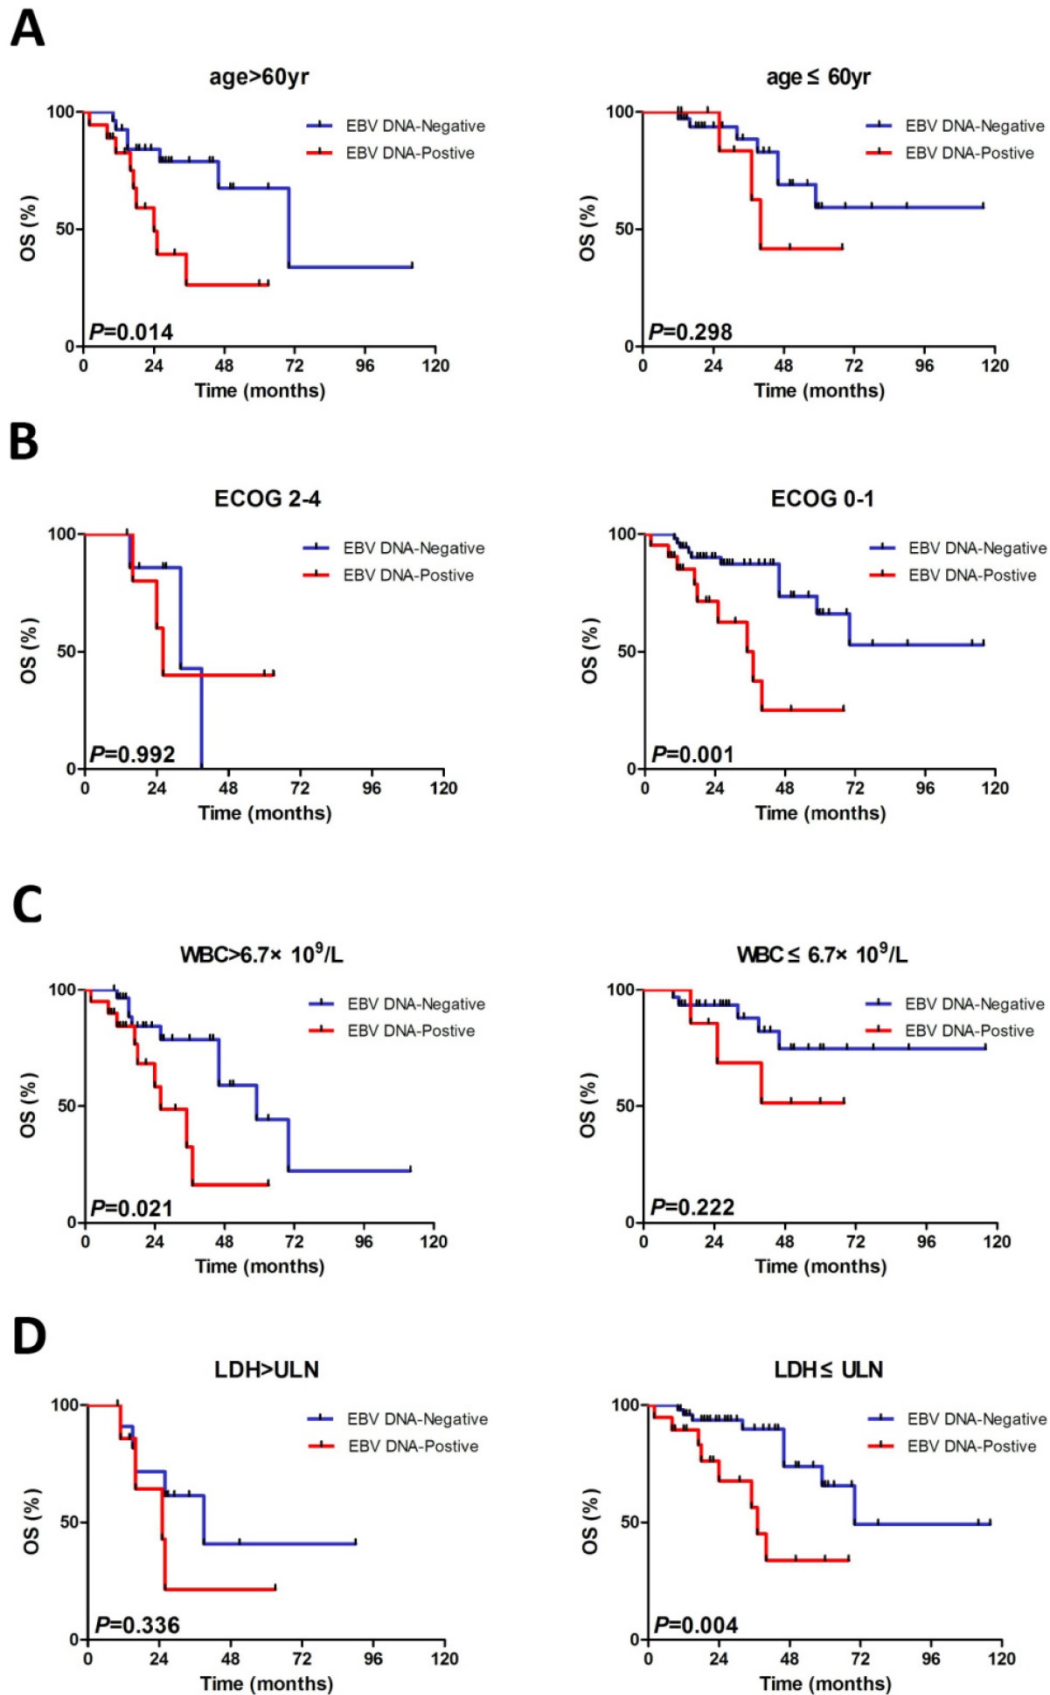 A
age>60yr
100
50
0
OS (%)
EBV DNA-Negative
EBV DNA-Postive
P=0.014
0 24 48 72 96 120
Time (months)
age ≤ 60yr
100
50
0
OS (%)
EBV DNA-Negative
EBV DNA-Postive
P=0.298
0 24 48 72 96 120
Time (months)
B
ECOG 2-4
100
50
0
OS (%)
EBV DNA-Negative
EBV DNA-Postive
P=0.992
0 24 48 72 96 120
Time (months)
ECOG 0-1
100
50
0
OS (%)
EBV DNA-Negative
EBV DNA-Postive
P=0.001
0 24 48 72 96 120
Time (months)
C
WBC>6.7× 10⁹/L
100
50
0
OS (%)
EBV DNA-Negative
EBV DNA-Postive
P=0.021
0 24 48 72 96 120
Time (months)
WBC ≤ 6.7× 10⁹/L
100
50
0
OS (%)
EBV DNA-Negative
EBV DNA-Postive
P=0.222
0 24 48 72 96 120
Time (months)
D
LDH>ULN
100
50
0
OS (%)
EBV DNA-Negative
EBV DNA-Postive
P=0.336
0 24 48 72 96 120
Time (months)
LDH ≤ ULN
100
50
0
OS (%)
EBV DNA-Negative
EBV DNA-Postive
P=0.004
0 24 48 72 96 120
Time (months)